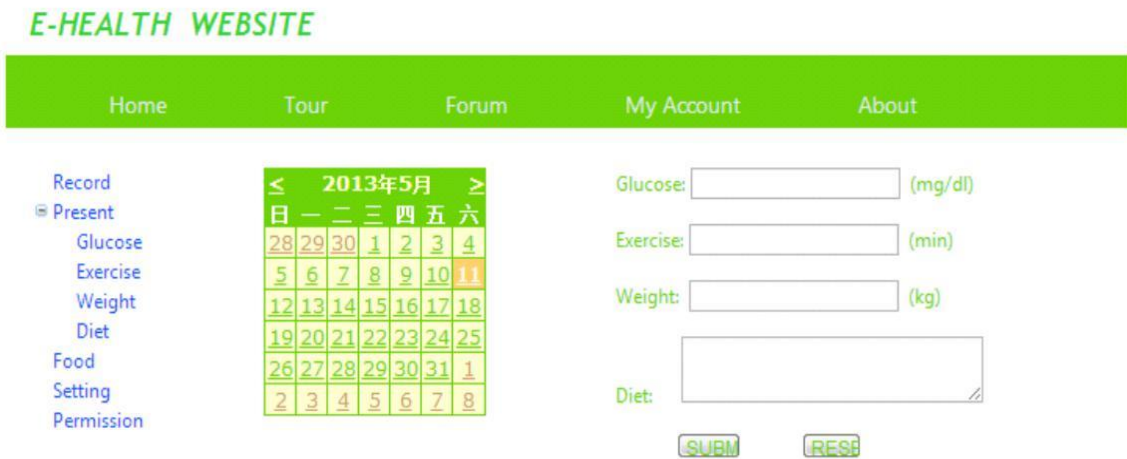 E-HEALTH WEBSITE
Home Tour Forum My Account About
Record
Present
Glucose
Exercise
Weight
Diet
Food
Setting
Permission
< 2013年5月 >
日 一 二 三 四 五 六
28 29 30 1 2 3 4
5 6 7 8 9 10 11
12 13 14 15 16 17 18
19 20 21 22 23 24 25
26 27 28 29 30 31 1
2 3 4 5 6 7 8
Glucose: (mg/dl)
Exercise: (min)
Weight: (kg)
Diet:
SUBM RESE